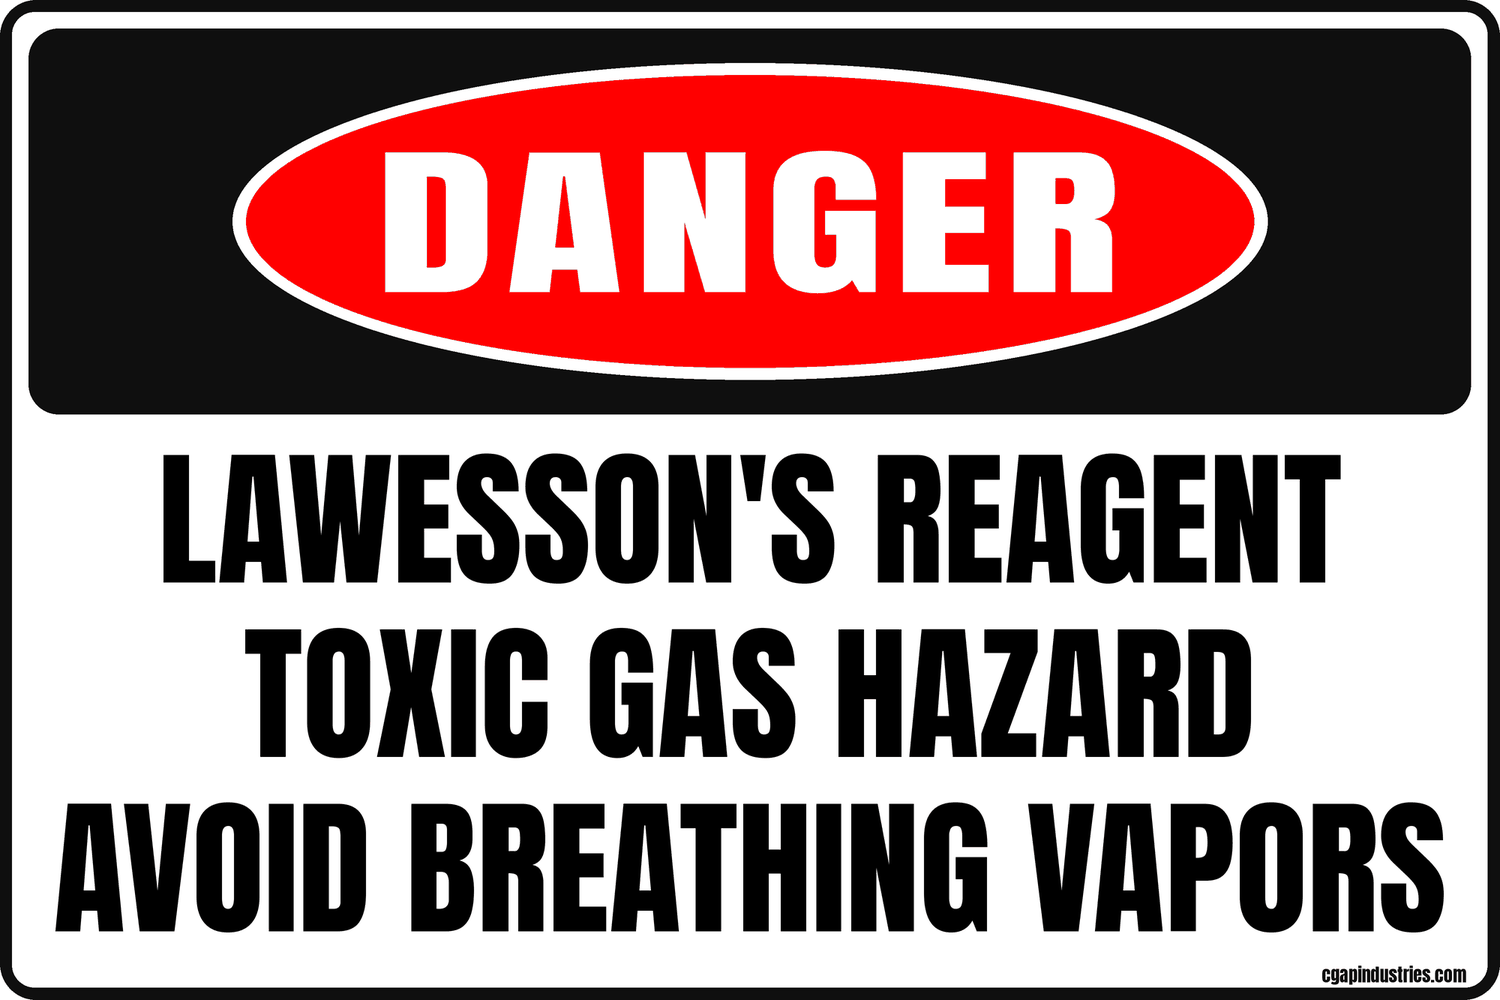 DANGER
LAWESSON'S REAGENT
TOXIC GAS HAZARD
AVOID BREATHING VAPORS
cgapindustries.com